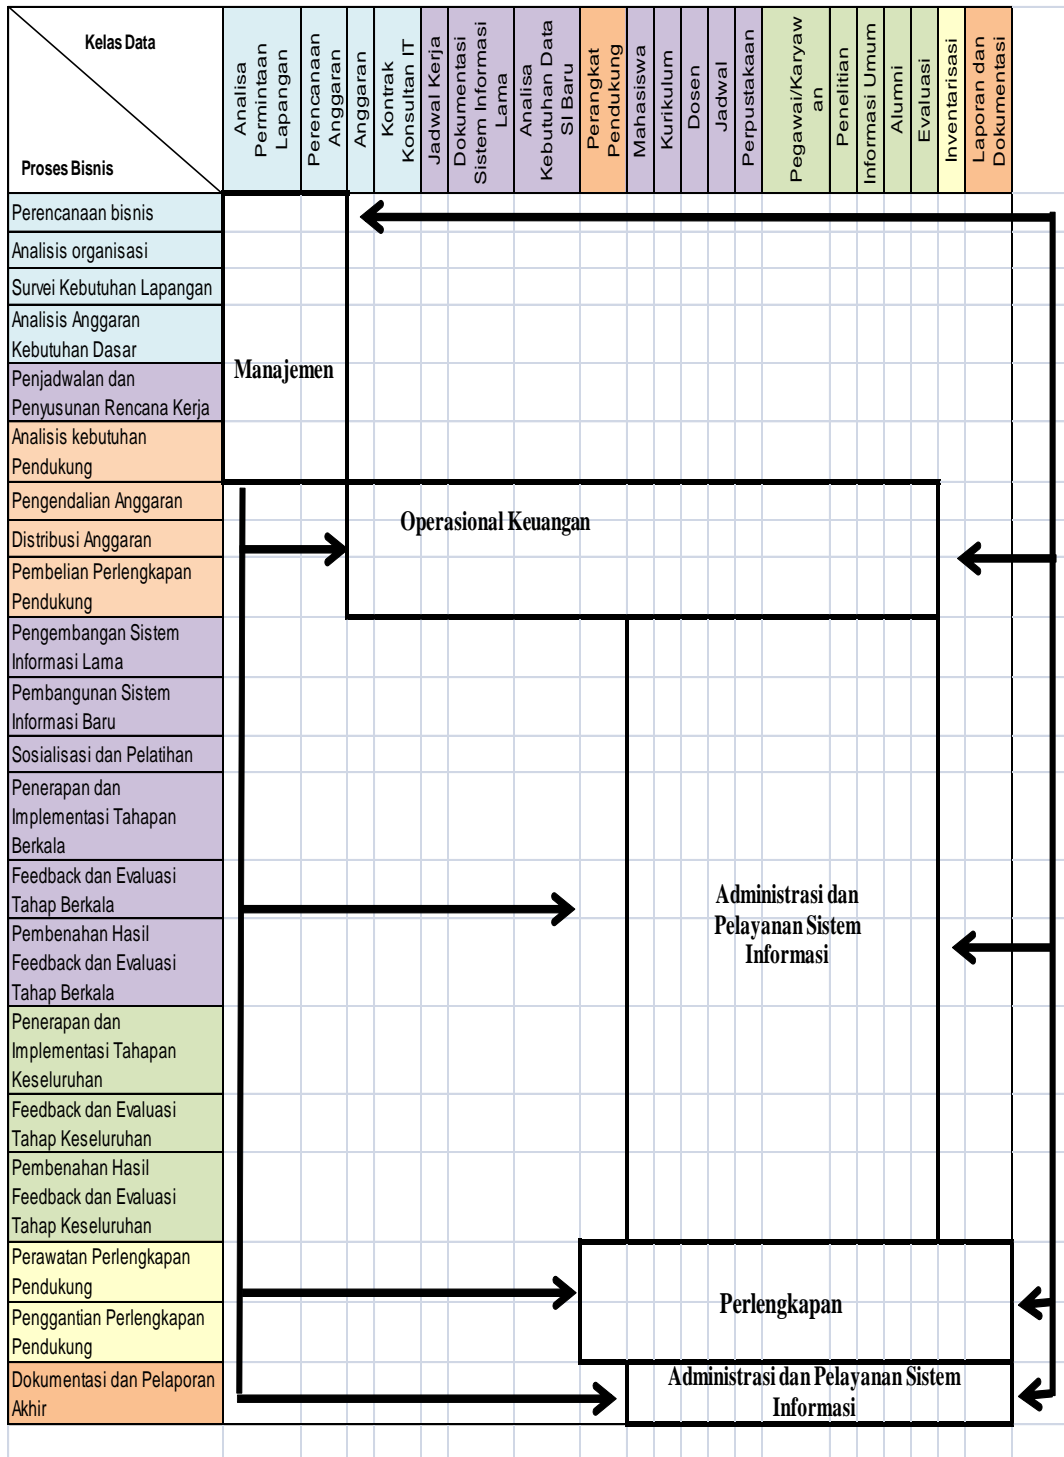 Kelas Data
Proses Bisnis
Analisa
Permintaan
Lapangan
Perencanaan
Anggaran
Anggaran
Kontrak
Konsultan IT
Jadwal Kerja
Dokumentasi
Sistem Informasi
Lama
Analisa
Kebutuhan Data
SI Baru
Perangkat
Pendukung
Mahasiswa
Kurikulum
Dosen
Jadwal
Perpustakaan
Pegawai/Karyaw
an
Penelitian
Informasi Umum
Alumni
Evaluasi
Inventarisasi
Laporan dan
Dokumentasi
Perencanaan bisnis
Analisis organisasi
Survei Kebutuhan Lapangan
Analisis Anggaran
Kebutuhan Dasar
Penjadwalan dan
Penyusunan Rencana Kerja
Analisis kebutuhan
Pendukung
Manajemen
Pengendalian Anggaran
Distribusi Anggaran
Pembelian Perlengkapan
Pendukung
Operasional Keuangan
Pengembangan Sistem
Informasi Lama
Pembangunan Sistem
Informasi Baru
Sosialisasi dan Pelatihan
Penerapan dan
Implementasi Tahapan
Berkala
Feedback dan Evaluasi
Tahap Berkala
Pembenahan Hasil
Feedback dan Evaluasi
Tahap Berkala
Penerapan dan
Implementasi Tahapan
Keseluruhan
Feedback dan Evaluasi
Tahap Keseluruhan
Pembenahan Hasil
Feedback dan Evaluasi
Tahap Keseluruhan
Administrasi dan
Pelayanan Sistem
Informasi
Perawatan Perlengkapan
Pendukung
Penggantian Perlengkapan
Pendukung
Perlengkapan
Dokumentasi dan Pelaporan
Akhir
Administrasi dan Pelayanan Sistem
Informasi